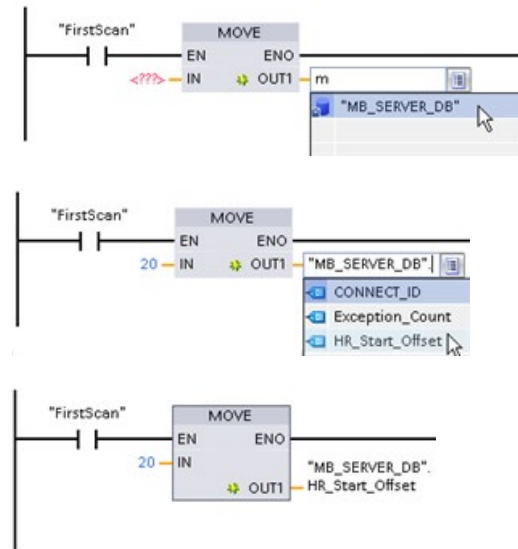 "FirstScan"
MOVE
EN ENO
<???> IN OUT1 m
"MB_SERVER_DB"
"FirstScan"
MOVE
EN ENO
20 IN OUT1 "MB_SERVER_DB".
CONNECT_ID
Exception_Count
HR_Start_Offset
"FirstScan"
MOVE
EN ENO
20 IN
"MB_SERVER_DB".
OUT1 HR_Start_Offset